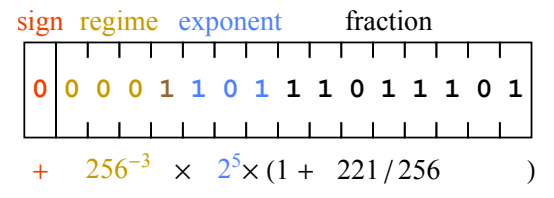 sign regime exponent fraction
0 0 0 0 1 1 0 1 1 1 0 1 1 1 0 1
+ 256⁻³ × 2⁵ × (1 + 221/256 )